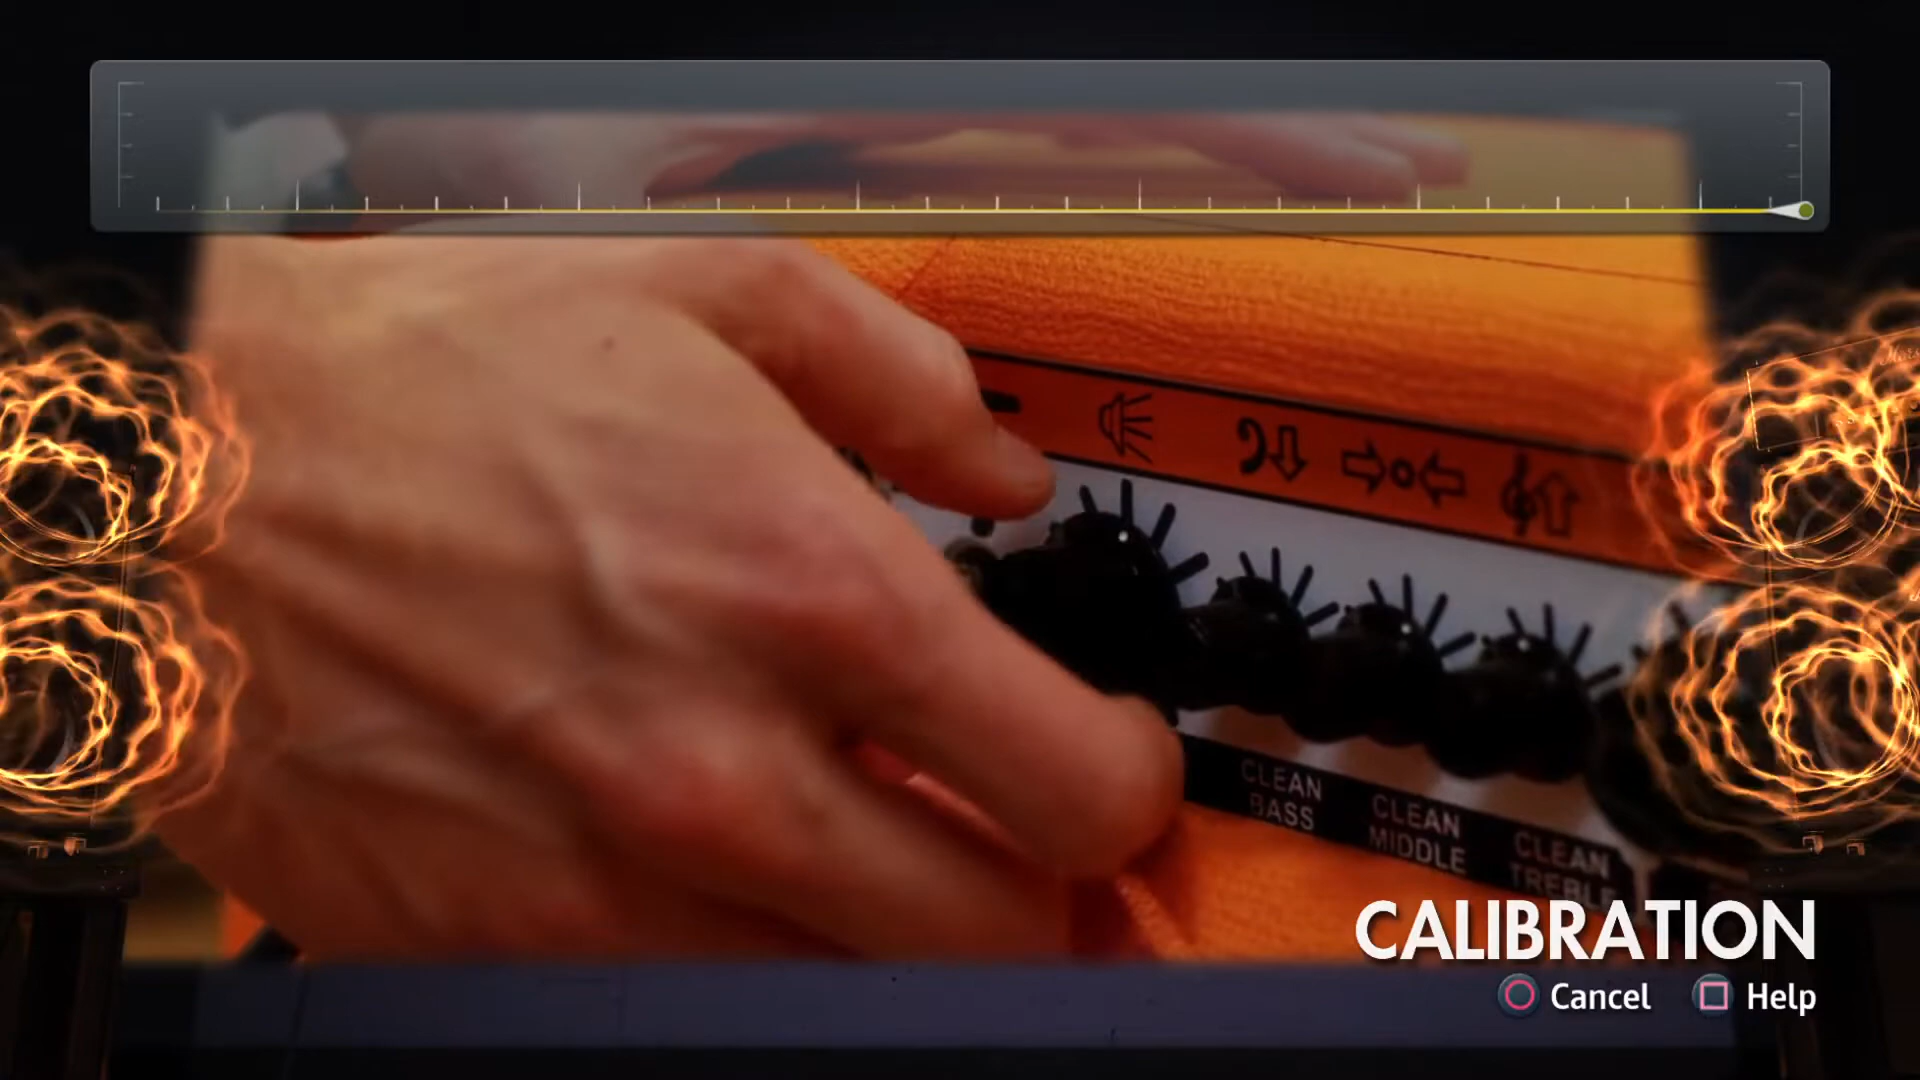 CLEAN
BASS
CLEAN
MIDDLE
CLEAN
TREBLE
CALIBRATION
Cancel
Help